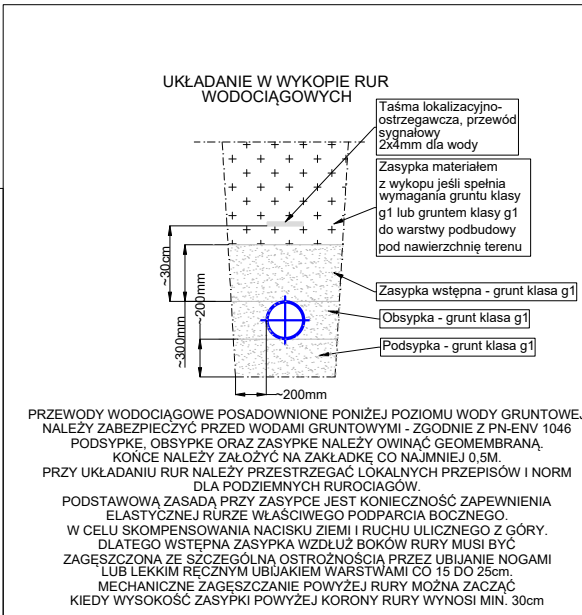 UKŁADANIE W WYKOPIE RUR
WODOCIĄGOWYCH
Taśma lokalizacyjno-
ostrzegawcza, przewód
sygnałowy
2x4mm dla wody
Zasypka materiałem
z wykopu jeśli spełnia
wymagania gruntu klasy
g1 lub gruntem klasy g1
do warstwy podbudowy
pod nawierzchnię terenu
~30cm
~200mm
~300mm
Zasypka wstępna - grunt klasa g1
Obsypka - grunt klasa g1
Podsypka - grunt klasa g1
~200mm
PRZEWODY WODOCIĄGOWE POSADOWNIONE PONIŻEJ POZIOMU WODY GRUNTOWEJ
NALEŻY ZABEZPIECZYĆ PRZED WODAMI GRUNTOWYMI - ZGODNIE Z PN-ENV 1046
PODSYPKE, OBSYPKE ORAZ ZASYPKE NALEŻY OWINĄĆ GEOMEMBRANĄ.
KOŃCE NALEŻY ZAŁOŻYĆ NA ZAKŁADKĘ CO NAJMNIEJ 0,5M.
PRZY UKŁADANIU RUR NALEŻY PRZESTRZEGAĆ LOKALNYCH PRZEPISÓW I NORM
DLA PODZIEMNYCH RUROCIĄGÓW.
PODSTAWOWĄ ZASADĄ PRZY ZASYPCE JEST KONIECZNOŚĆ ZAPEWNIENIA
ELASTYCZNEJ RURZE WŁAŚCIWEGO PODPARCIA BOCZNEGO.
W CELU SKOMPENSOWANIA NACISKU ZIEMI I RUCHU ULICZNEGO Z GÓRY.
DLATEGO WSTĘPNA ZASYPKA WZDŁUŻ BOKÓW RURY MUSI BYĆ
ZAGĘSZCZONA ZE SZCZEGÓLNĄ OSTROŻNOŚCIĄ PRZEZ UBIJANIE NOGAMI
LUB LEKKIM RĘCZNYM UBIJAKIEM WARSTWAMI CO 15 DO 25cm.
MECHANICZNE ZAGĘSZCZANIE POWYŻEJ RURY MOŻNA ZACZĄĆ
KIEDY WYSOKOŚĆ ZASYPKI POWYŻEJ KORONY RURY WYNOSI MIN. 30cm